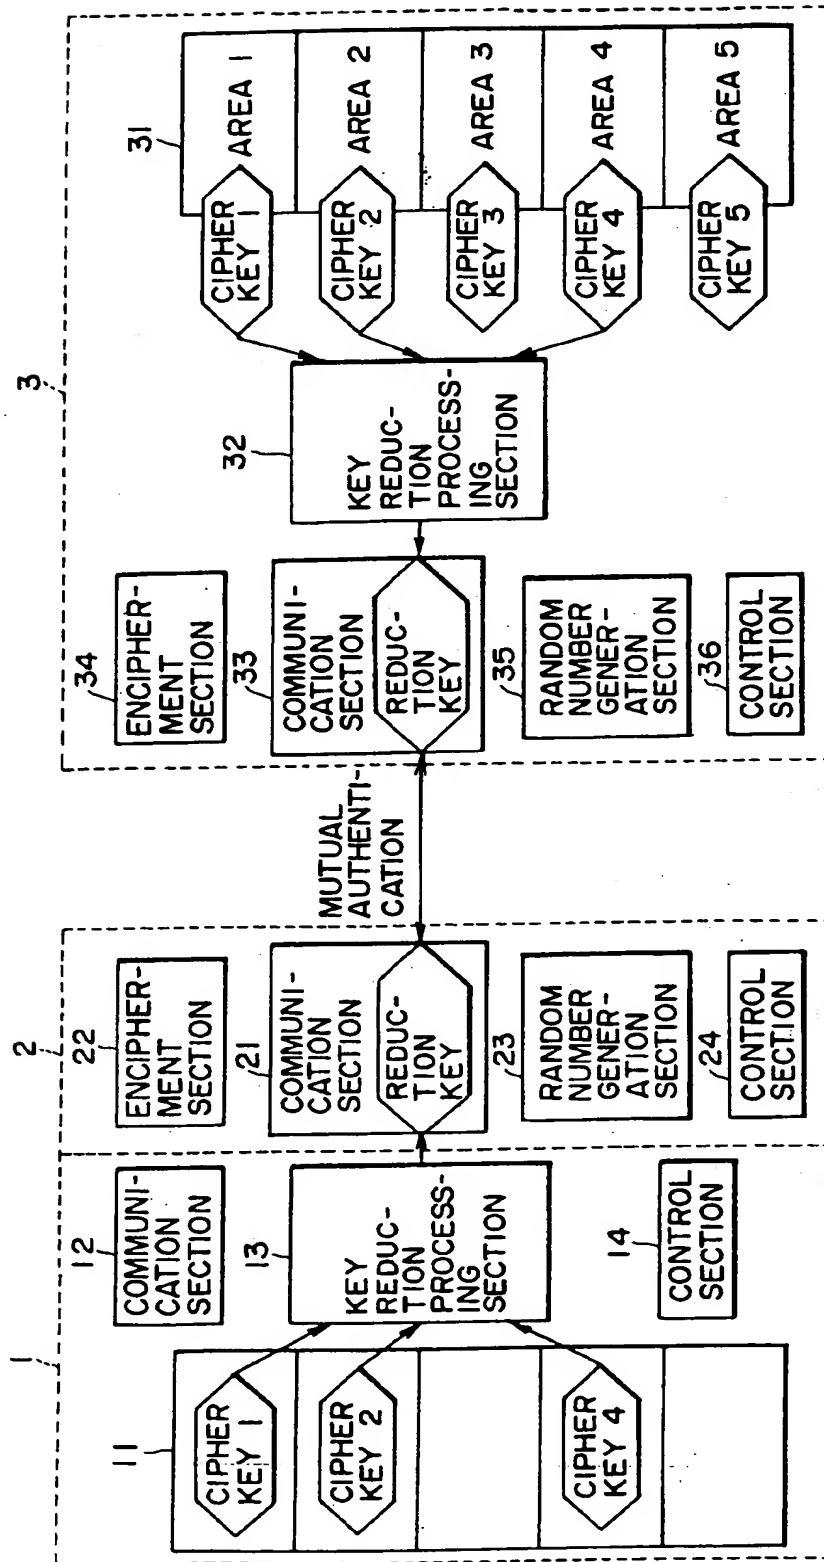 1
11
CIPHER
KEY 1
CIPHER
KEY 2
CIPHER
KEY 4
12
COMMUNI-
CATION
SECTION
13
KEY
REDUC-
TION
PROCESS-
ING
SECTION
14
CONTROL
SECTION
2
22
ENCIPHER-
MENT
SECTION
21
COMMUNI-
CATION
SECTION
REDUC-
TION
KEY
23
RANDOM
NUMBER
GENER-
ATION
SECTION
24
CONTROL
SECTION
MUTUAL
AUTHENTI-
CATION
3
34
ENCIPHER-
MENT
SECTION
33
COMMUNI-
CATION
SECTION
REDUC-
TION
KEY
35
RANDOM
NUMBER
GENER-
ATION
SECTION
36
CONTROL
SECTION
32
KEY
REDUC-
TION
PROCESS-
ING
SECTION
31
CIPHER
KEY 1
AREA 1
CIPHER
KEY 2
AREA 2
CIPHER
KEY 3
AREA 3
CIPHER
KEY 4
AREA 4
CIPHER
KEY 5
AREA 5